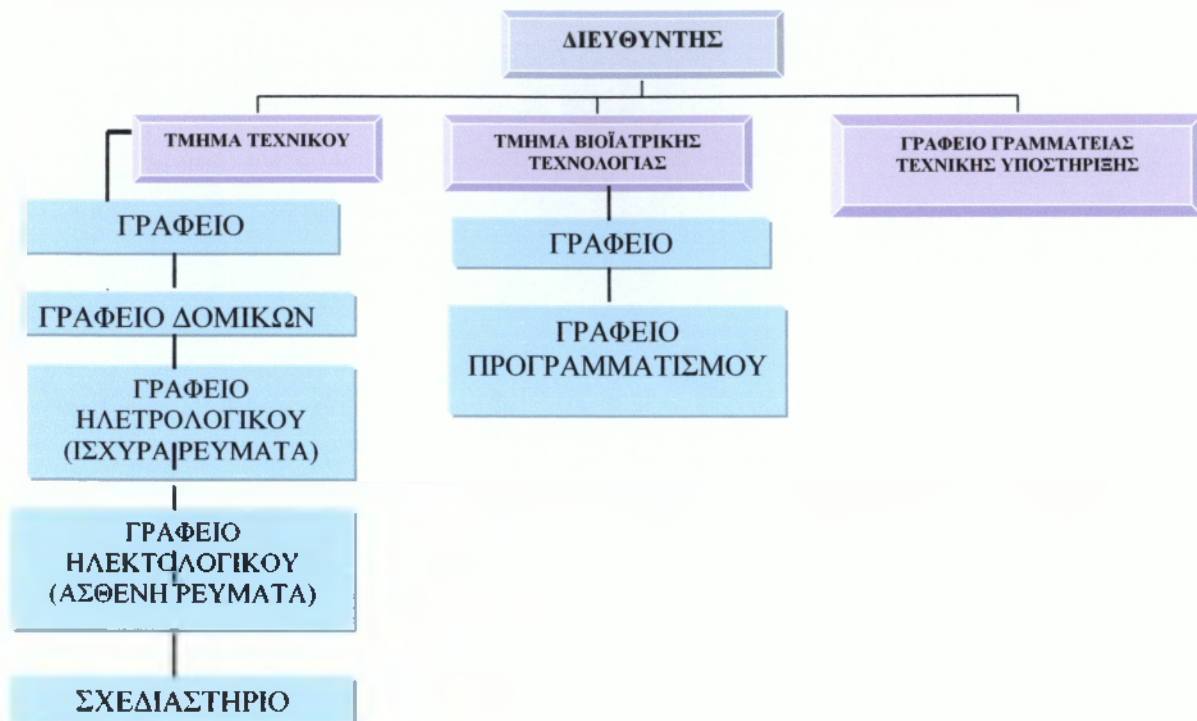 ΔΙΕΥΘΥΝΤΗΣ
ΤΜΗΜΑ ΤΕΧΝΙΚΟΥ
ΤΜΗΜΑ ΒΙΟΪΑΤΡΙΚΗΣ
ΤΕΧΝΟΛΟΓΙΑΣ
ΓΡΑΦΕΙΟ ΓΡΑΜΜΑΤΕΙΑΣ
ΤΕΧΝΙΚΗΣ ΥΠΟΣΤΗΡΙΞΗΣ
ΓΡΑΦΕΙΟ
ΓΡΑΦΕΙΟ ΔΟΜΙΚΩΝ
ΓΡΑΦΕΙΟ
ΗΛΕΤΡΟΛΟΓΙΚΟΥ
(ΙΣΧΥΡΑ ΡΕΥΜΑΤΑ)
ΓΡΑΦΕΙΟ
ΗΛΕΚΤΟΛΟΓΙΚΟΥ
(ΑΣΘΕΝΗ ΡΕΥΜΑΤΑ)
ΣΧΕΔΙΑΣΤΗΡΙΟ
ΓΡΑΦΕΙΟ
ΓΡΑΦΕΙΟ
ΠΡΟΓΡΑΜΜΑΤΙΣΜΟΥ